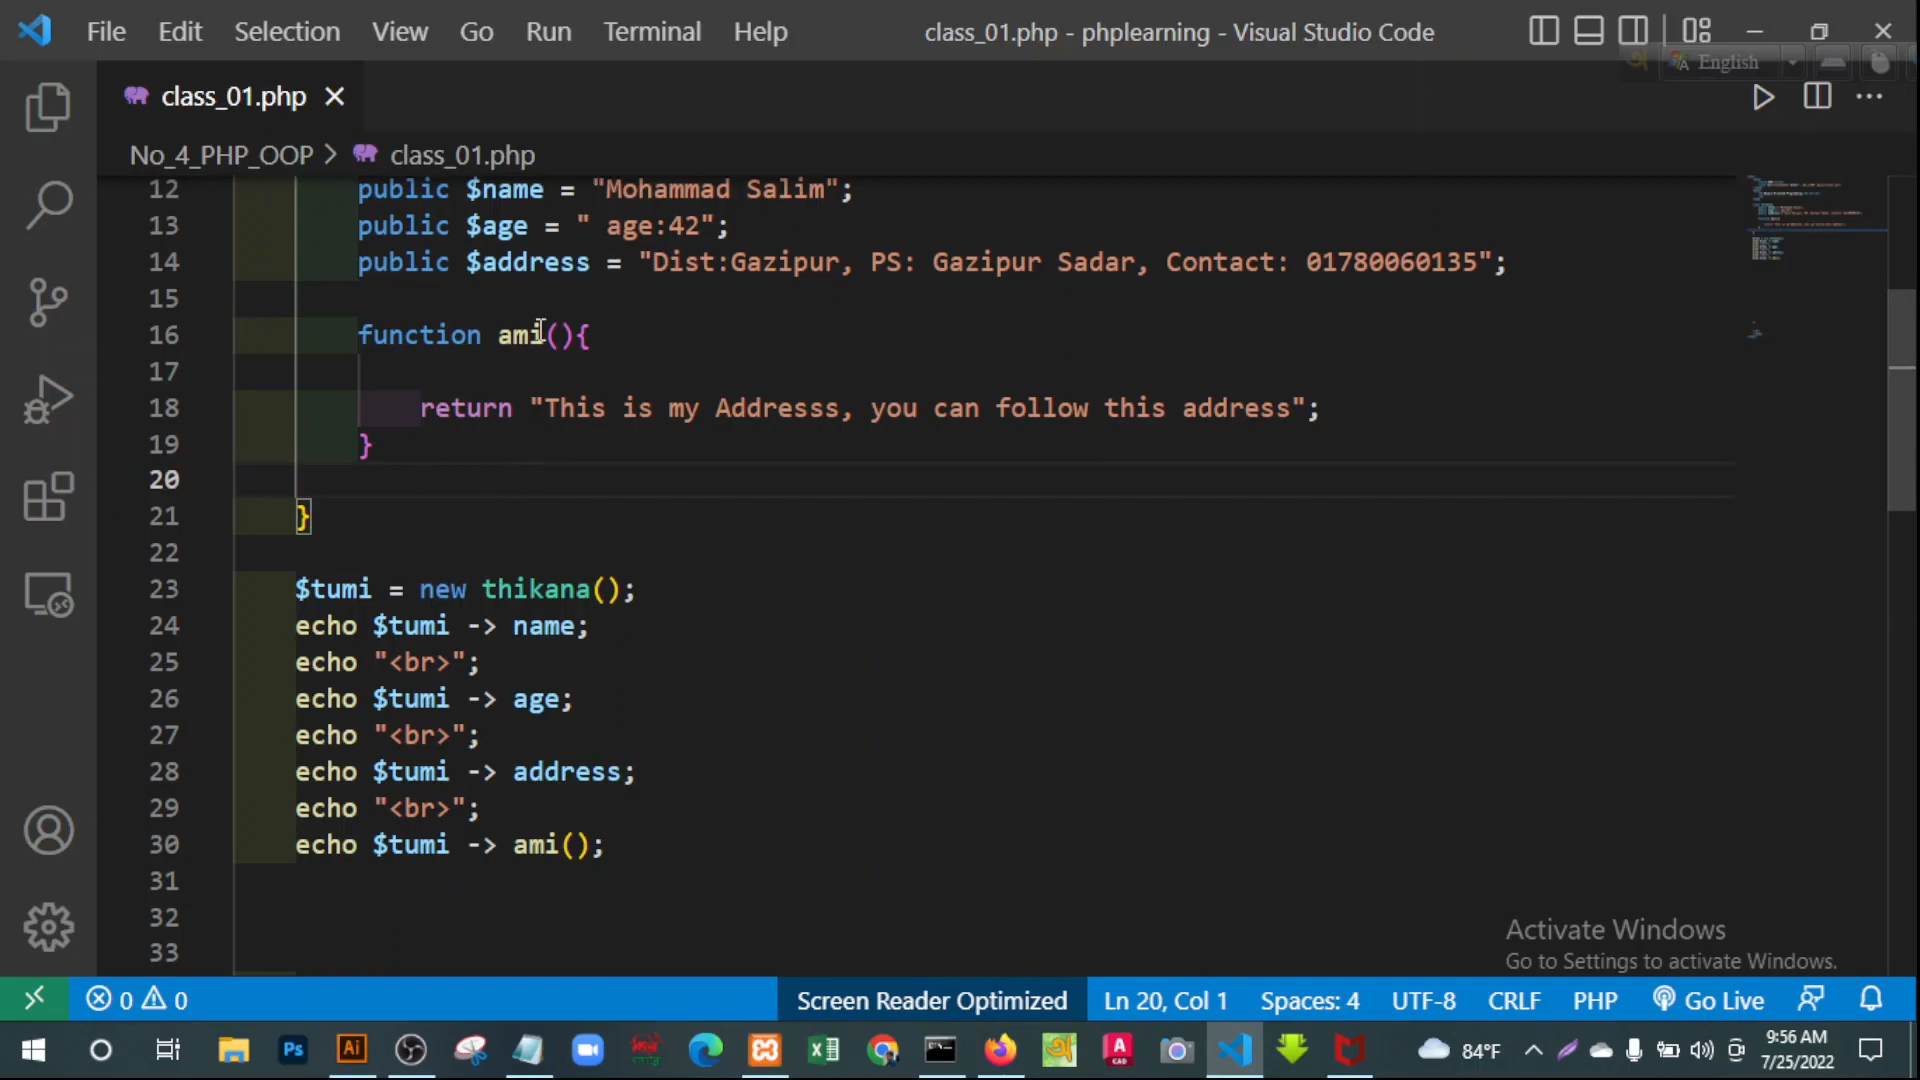 File Edit Selection View Go Run Terminal Help class_01.php - phplearning - Visual Studio Code
English
class_01.php
No_4_PHP_OOP > class_01.php
12 public $name = "Mohammad Salim";
13 public $age = " age:42";
14 public $address = "Dist:Gazipur, PS: Gazipur Sadar, Contact: 01780060135";
15
16 function ami(){
17
18 return "This is my Addresss, you can follow this address";
19 }
20
21 }
22
23 $tumi = new thikana();
24 echo $tumi -> name;
25 echo "<br>";
26 echo $tumi -> age;
27 echo "<br>";
28 echo $tumi -> address;
29 echo "<br>";
30 echo $tumi -> ami();
31
32
33
Activate Windows
Go to Settings to activate Windows.
0 0 Screen Reader Optimized Ln 20, Col 1 Spaces: 4 UTF-8 CRLF PHP Go Live
Ps Ai 84°F 9:56 AM
7/25/2022